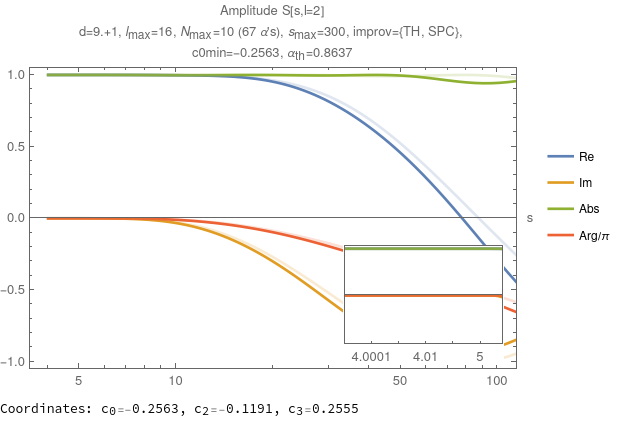 Amplitude S[s,l=2]
d=9.+1, lmax=16, Nmax=10 (67 α's), smax=300, improv={TH, SPC},
c0min=−0.2563, αth=0.8637
1.0
0.5
0.0
−0.5
−1.0
s
Re
Im
Abs
Arg/π
4.0001 4.01 5
5 10 50 100
Coordinates: c0=−0.2563, c2=−0.1191, c3=0.2555